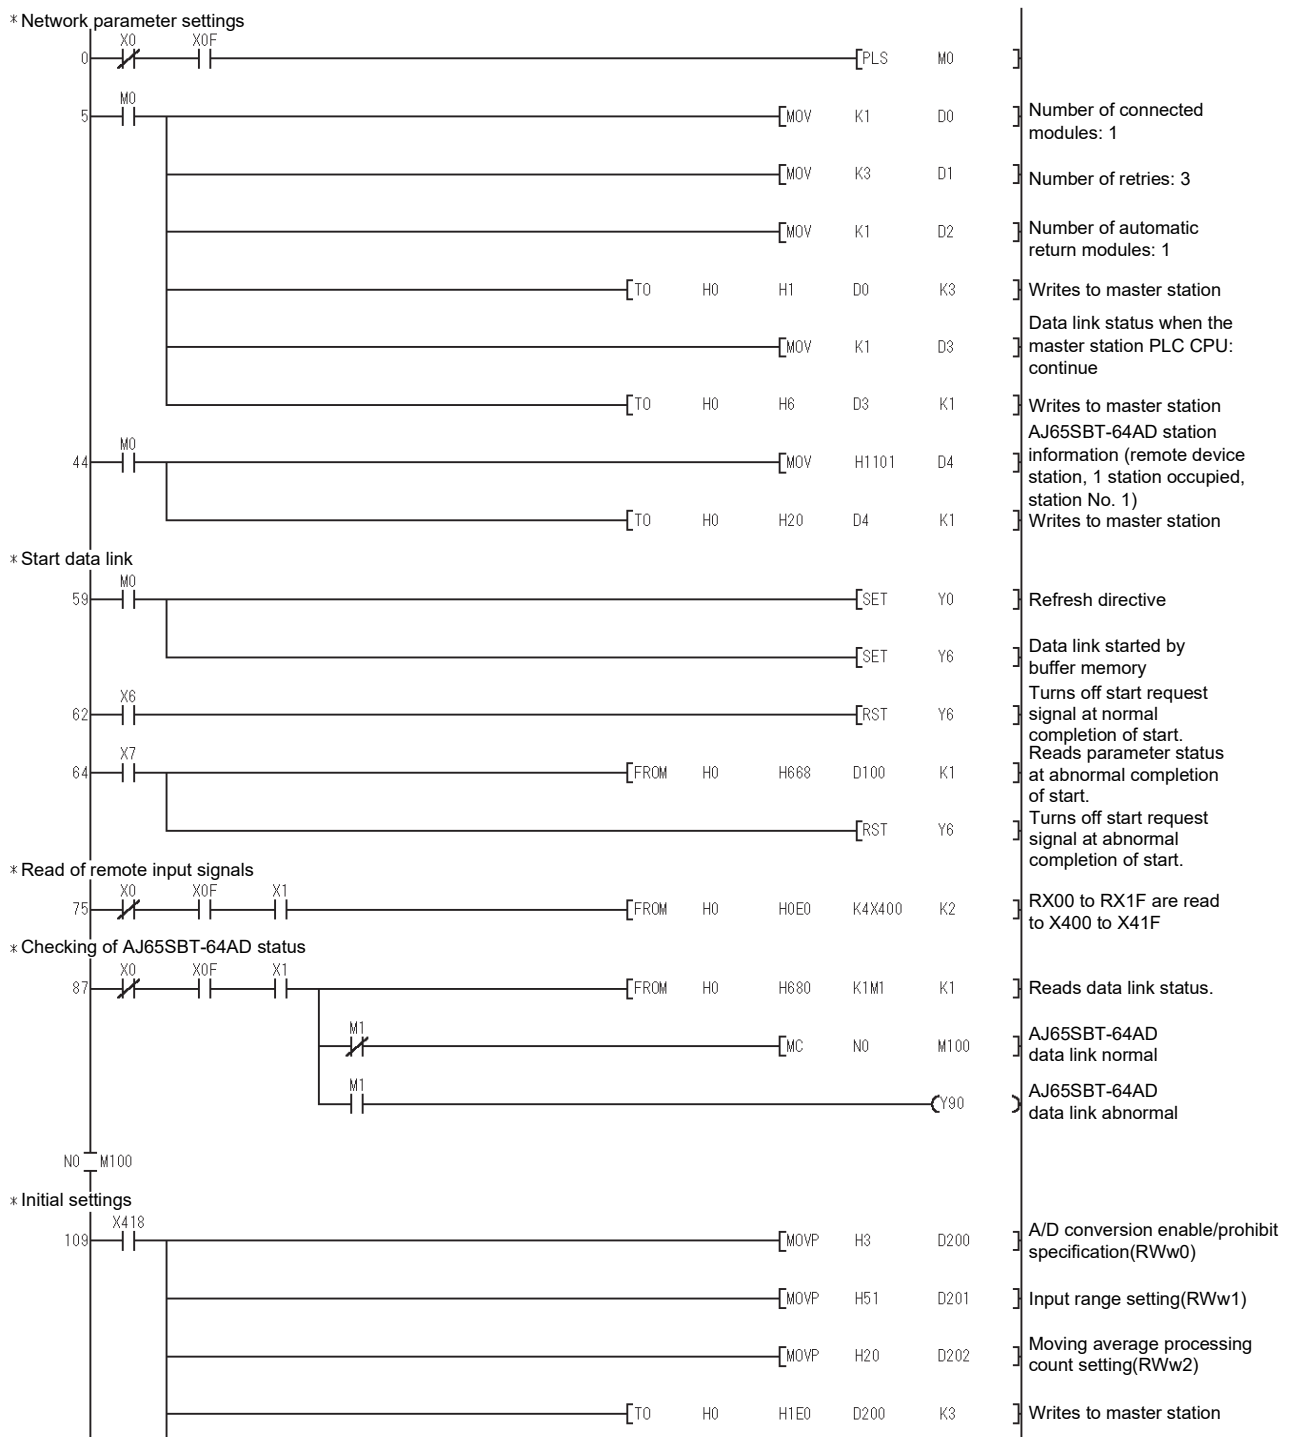 * Network parameter settings
X0 X0F
0 PLS M0
M0
5 MOV K1 D0 Number of connected
modules: 1
MOV K3 D1 Number of retries: 3
MOV K1 D2 Number of automatic
return modules: 1
TO H0 H1 D0 K3 Writes to master station
Data link status when the
MOV K1 D3 master station PLC CPU:
continue
TO H0 H6 D3 K1 Writes to master station
M0 AJ65SBT-64AD station
44 MOV H1101 D4 information (remote device
station, 1 station occupied,
station No. 1)
TO H0 H20 D4 K1 Writes to master station
* Start data link
M0
59 SET Y0 Refresh directive
SET Y6 Data link started by
buffer memory
X6 Turns off start request
62 RST Y6 signal at normal
completion of start.
X7 Reads parameter status
64 FROM H0 H668 D100 K1 at abnormal completion
of start.
RST Y6 Turns off start request
signal at abnormal
completion of start.
* Read of remote input signals
X0 X0F X1
75 FROM H0 H0E0 K4X400 K2 RX00 to RX1F are read
to X400 to X41F
* Checking of AJ65SBT-64AD status
X0 X0F X1
87 FROM H0 H680 K1M1 K1 Reads data link status.
M1
MC N0 M100 AJ65SBT-64AD
data link normal
M1
Y90 AJ65SBT-64AD
data link abnormal
N0 M100
* Initial settings
X418
109 MOVP H3 D200 A/D conversion enable/prohibit
specification(RWw0)
MOVP H51 D201 Input range setting(RWw1)
MOVP H20 D202 Moving average processing
count setting(RWw2)
TO H0 H1E0 D200 K3 Writes to master station